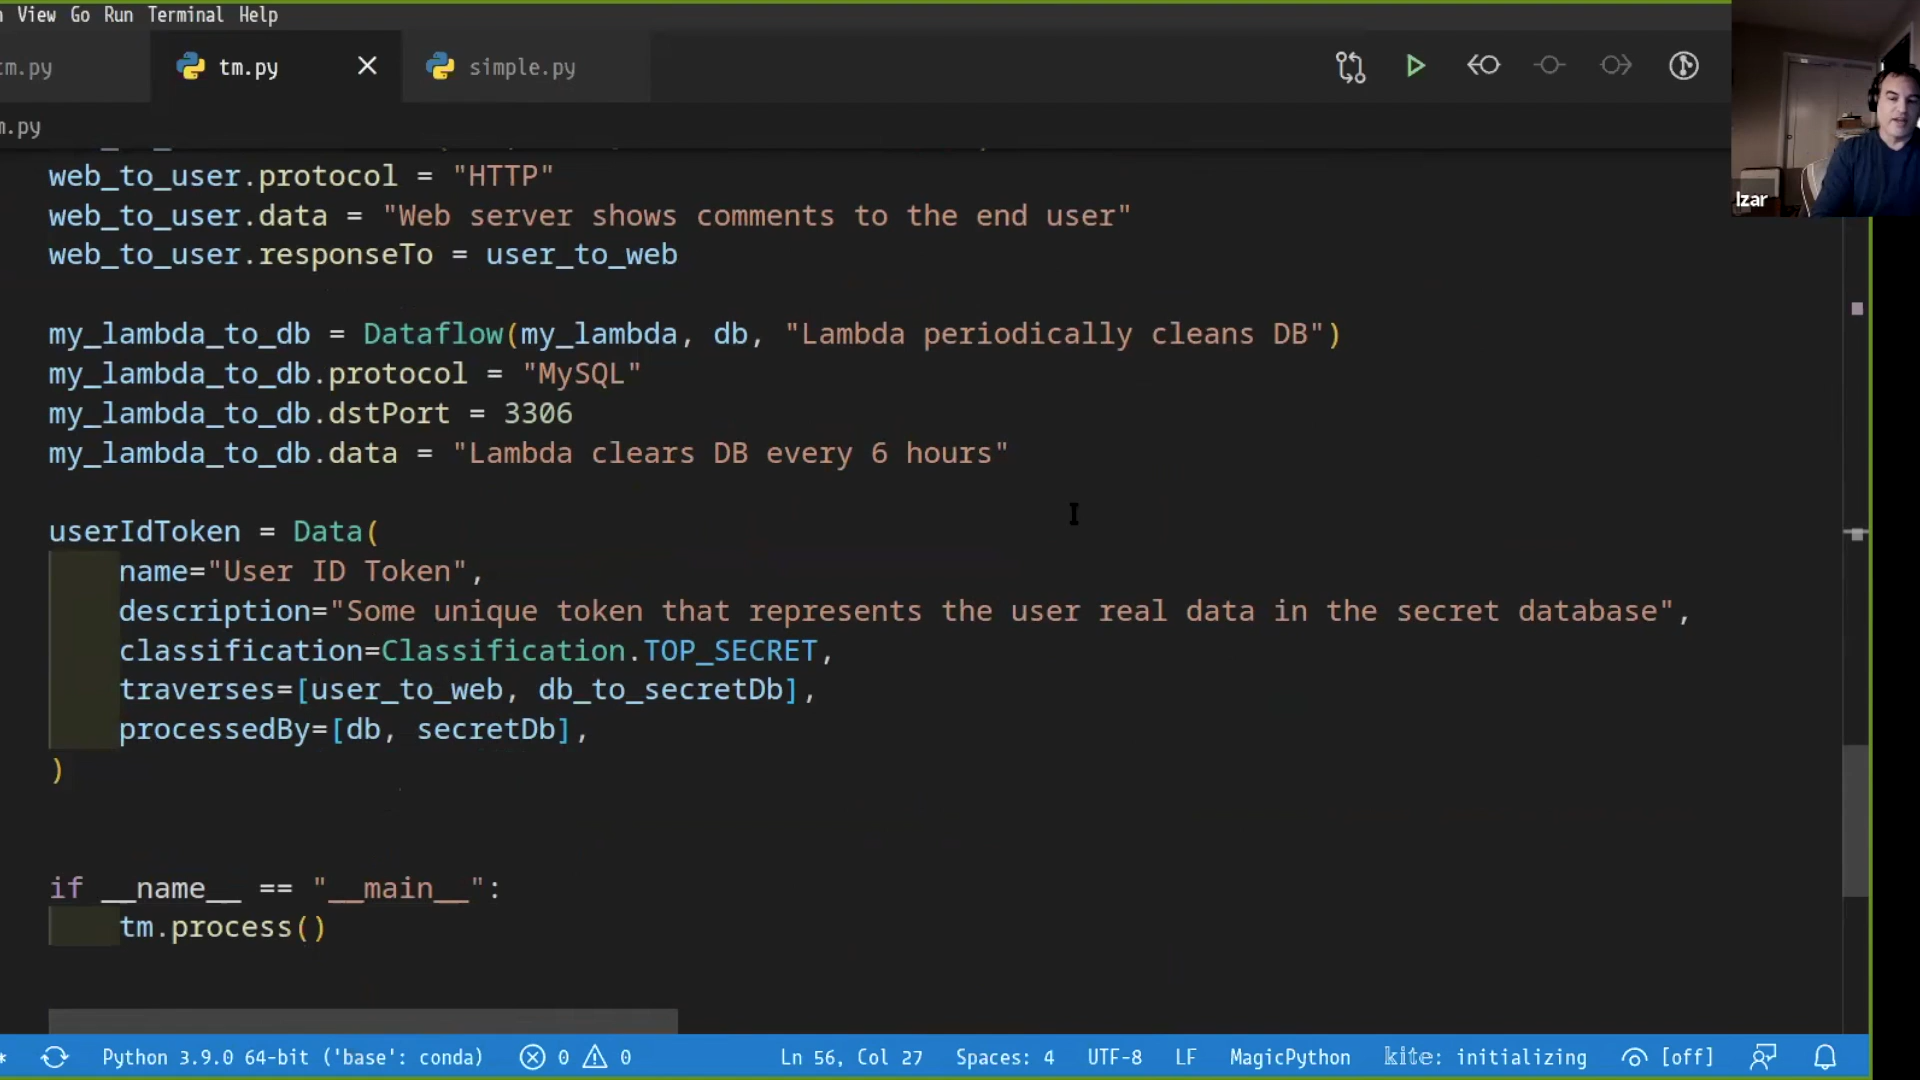 View Go Run Terminal Help
tm.py
tm.py
simple.py
m.py
Izar
web_to_user.protocol = "HTTP"
web_to_user.data = "Web server shows comments to the end user"
web_to_user.responseTo = user_to_web
my_lambda_to_db = Dataflow(my_lambda, db, "Lambda periodically cleans DB")
my_lambda_to_db.protocol = "MySQL"
my_lambda_to_db.dstPort = 3306
my_lambda_to_db.data = "Lambda clears DB every 6 hours"
userIdToken = Data(
    name="User ID Token",
    description="Some unique token that represents the user real data in the secret database",
    classification=Classification.TOP_SECRET,
    traverses=[user_to_web, db_to_secretDb],
    processedBy=[db, secretDb],
)
if __name__ == "__main__":
    tm.process()
Python 3.9.0 64-bit ('base': conda) 0 0 Ln 56, Col 27 Spaces: 4 UTF-8 LF MagicPython kite: initializing [off]